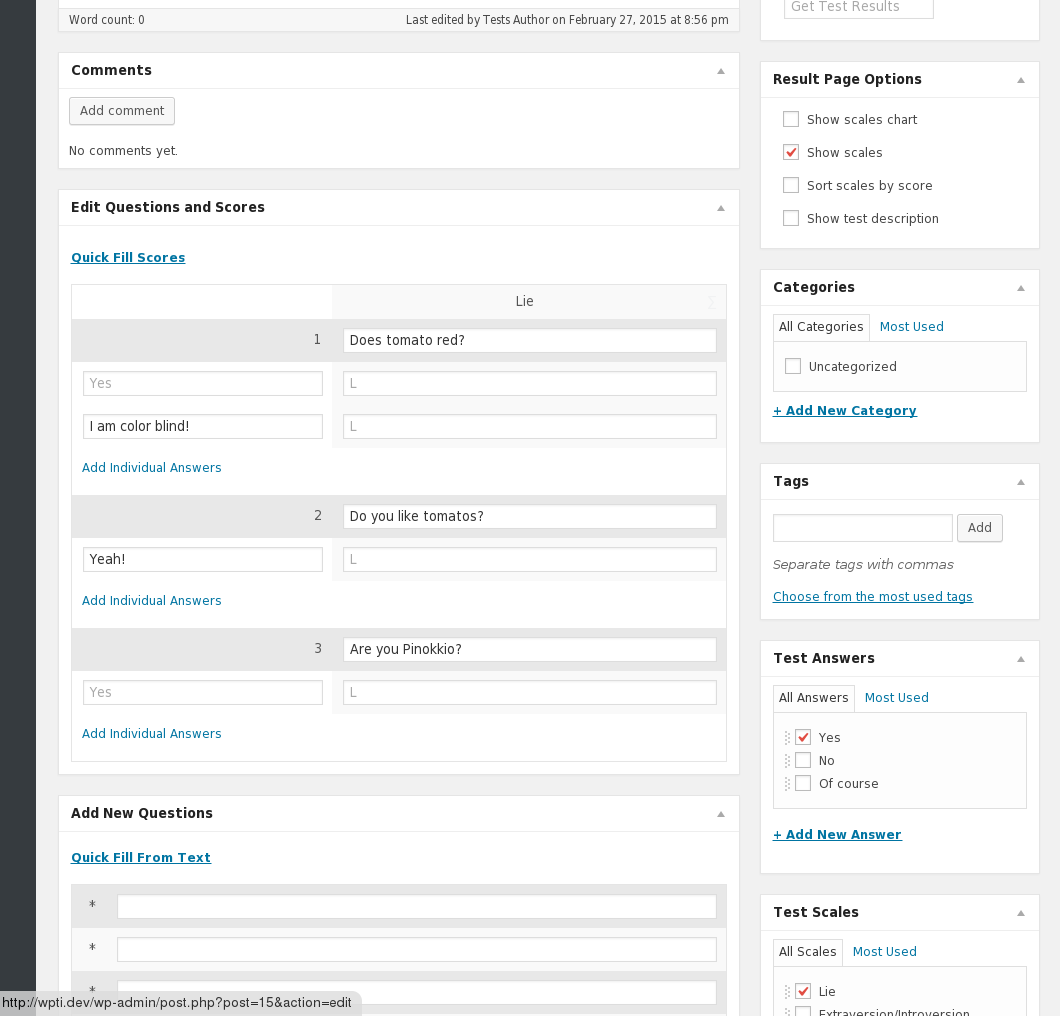 Word count: 0 Last edited by Tests Author on February 27, 2015 at 8:56 pm
Comments
Add comment
No comments yet.
Edit Questions and Scores
Quick Fill Scores
Lie Σ
1 Does tomato red?
Yes L
I am color blind! L
Add Individual Answers
2 Do you like tomatos?
Yeah! L
Add Individual Answers
3 Are you Pinokkio?
Yes L
Add Individual Answers
Add New Questions
Quick Fill From Text
*
*
*
http://wpti.dev/wp-admin/post.php?post=15&action=edit
Get Test Results
Result Page Options
Show scales chart
Show scales
Sort scales by score
Show test description
Categories
All Categories Most Used
Uncategorized
+ Add New Category
Tags
Add
Separate tags with commas
Choose from the most used tags
Test Answers
All Answers Most Used
Yes
No
Of course
+ Add New Answer
Test Scales
All Scales Most Used
Lie
Extraversion/Introversion